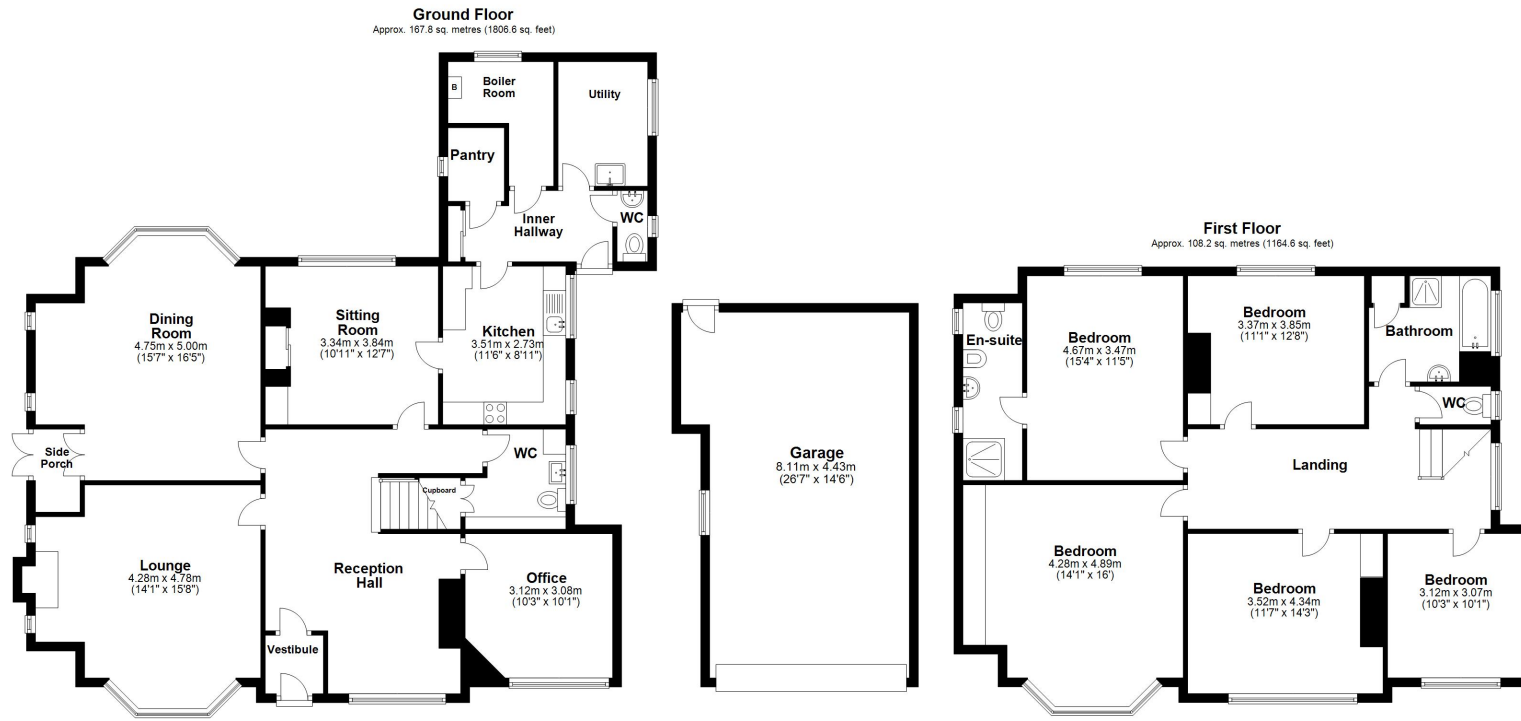 Ground Floor
Approx. 167.8 sq. metres (1806.6 sq. feet)
B
Boiler
Room
Utility
Pantry
Inner
Hallway
WC
Dining
Room
4.75m x 5.00m
(15'7" x 16'5")
Sitting
Room
3.34m x 3.84m
(10'11" x 12'7")
Kitchen
3.51m x 2.73m
(11'6" x 8'11")
Side
Porch
WC
Cupboard
Lounge
4.28m x 4.78m
(14'1" x 15'8")
Reception
Hall
Office
3.12m x 3.08m
(10'3" x 10'1")
Vestibule
Garage
8.11m x 4.43m
(26'7" x 14'6")
First Floor
Approx. 108.2 sq. metres (1164.6 sq. feet)
En-suite
Bedroom
4.67m x 3.47m
(15'4" x 11'5")
Bedroom
3.37m x 3.85m
(11'1" x 12'8")
Bathroom
WC
Landing
Bedroom
4.28m x 4.89m
(14'1" x 16')
Bedroom
3.52m x 4.34m
(11'7" x 14'3")
Bedroom
3.12m x 3.07m
(10'3" x 10'1")